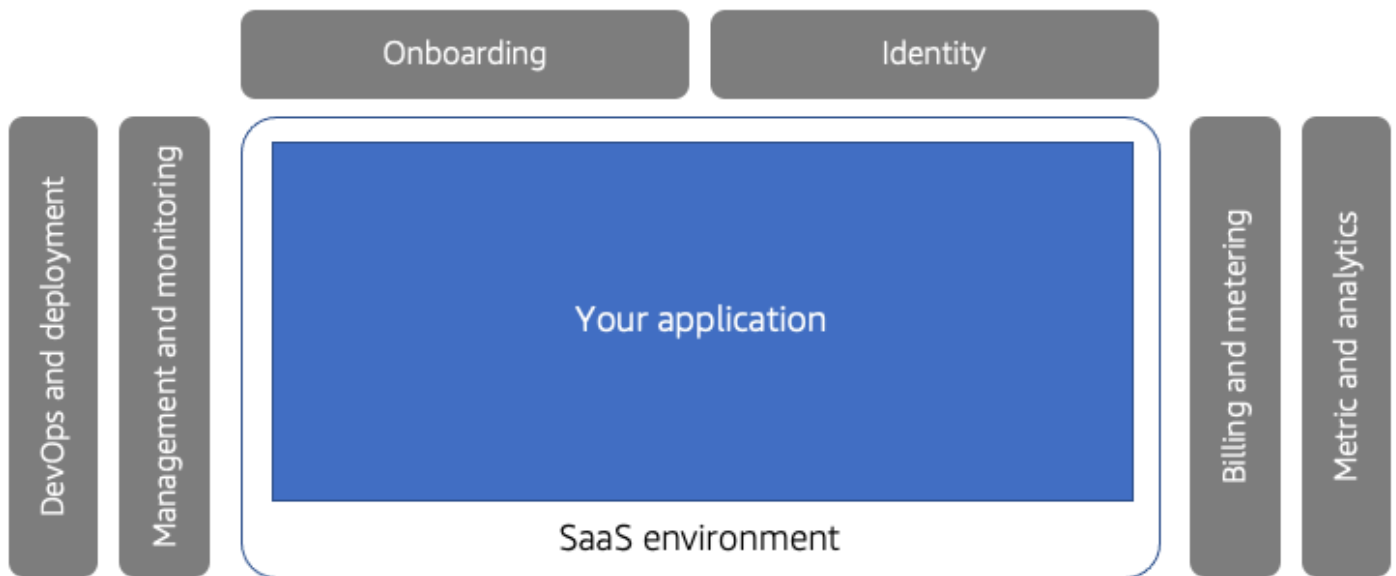 Onboarding
Identity
DevOps and deployment
Management and monitoring
Your application
SaaS environment
Billing and metering
Metric and analytics